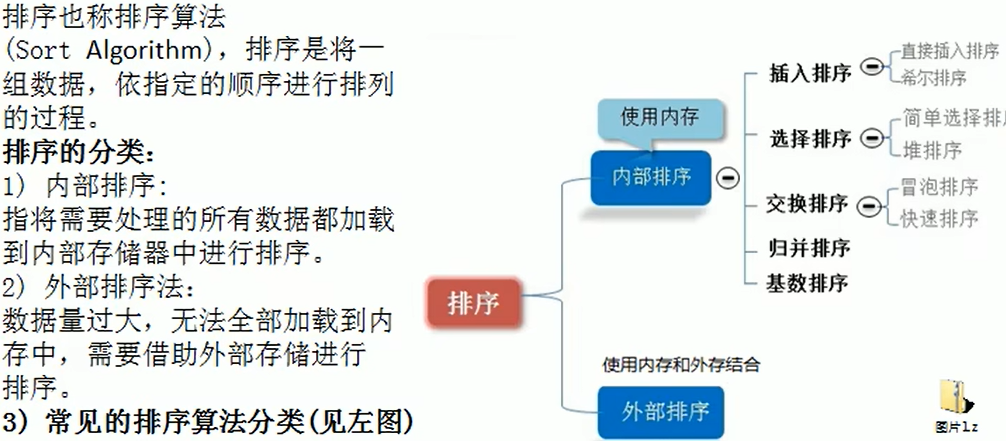 排序也称排序算法
(Sort Algorithm)，排序是将一
组数据，依指定的顺序进行排列
的过程。
排序的分类：
1) 内部排序：
指将需要处理的所有数据都加载
到内部存储器中进行排序。
2) 外部排序法：
数据量过大，无法全部加载到内
存中，需要借助外部存储进行
排序。
3) 常见的排序算法分类(见左图)
排序
使用内存
内部排序
插入排序
直接插入排序
希尔排序
选择排序
简单选择排序
堆排序
交换排序
冒泡排序
快速排序
归并排序
基数排序
使用内存和外存结合
外部排序
图片lz